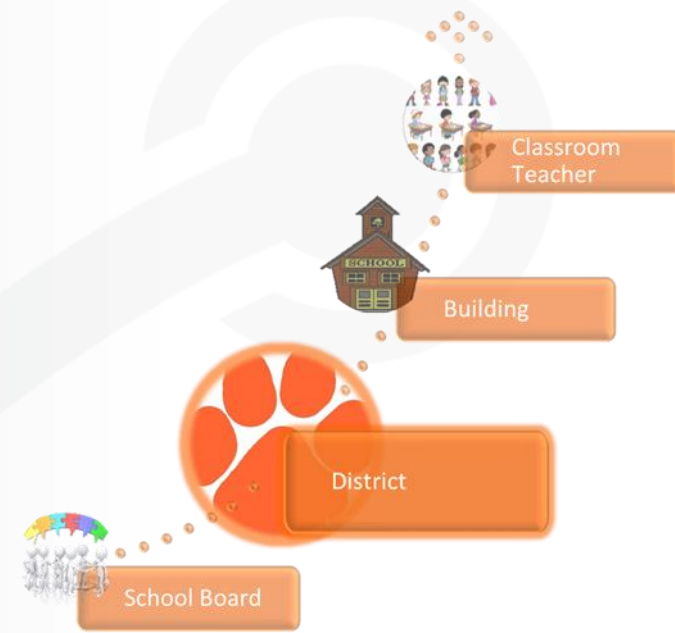 Classroom
Teacher
SCHOOL
Building
District
School Board